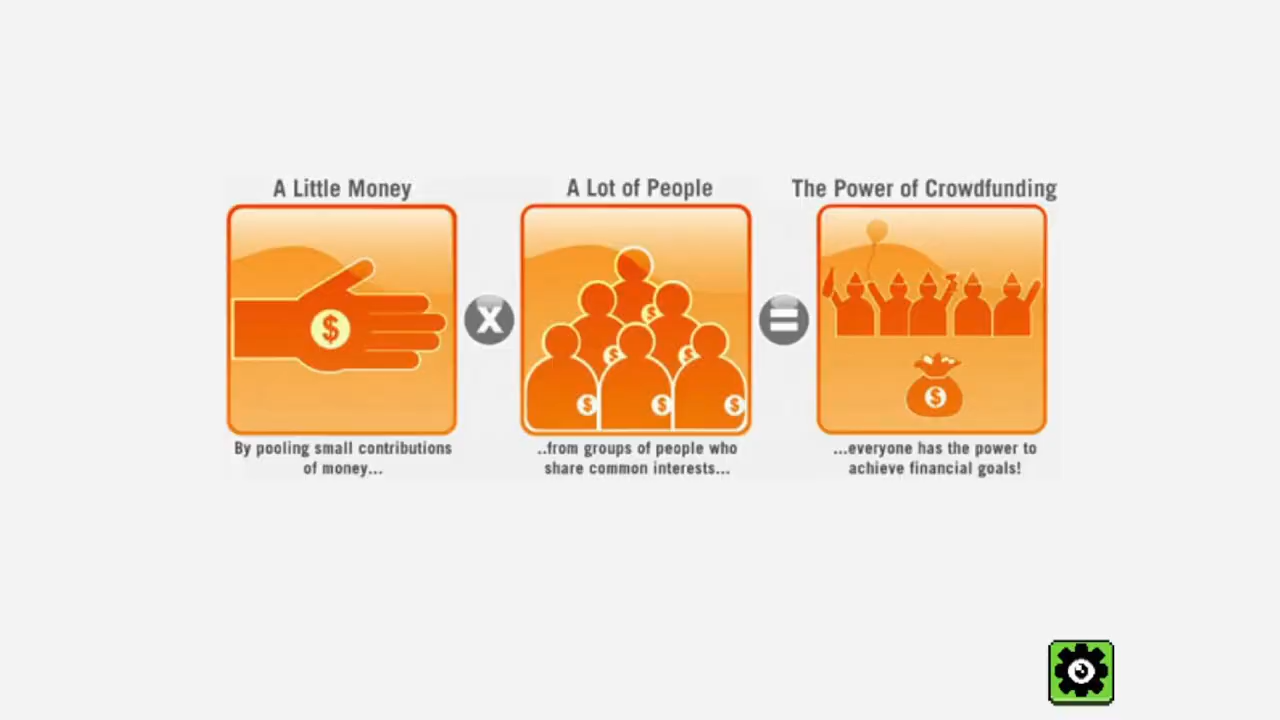 A Little Money
A Lot of People
The Power of Crowdfunding
$
X
$
$
$
$
$
$
=
$
By pooling small contributions
of money...
..from groups of people who
share common interests...
...everyone has the power to
achieve financial goals!